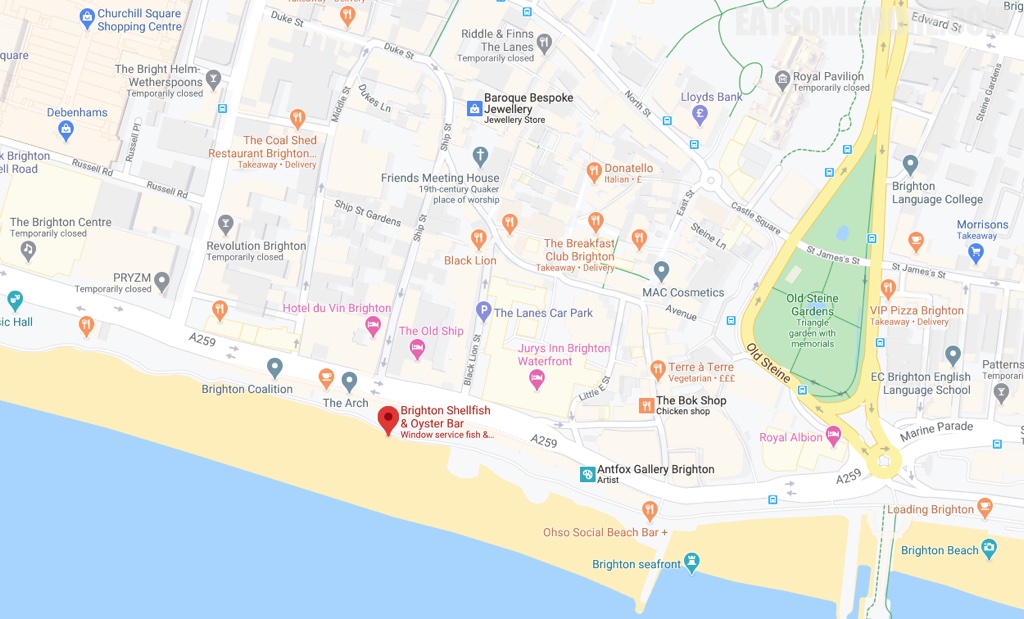 Churchill Square
Shopping Centre
Duke St
Takeaway • Delivery
Duke St
Riddle & Finns
The Lanes
Temporarily closed
EATCOMBE
Edward St
Square
The Bright Helm-
Wetherspoons
Temporarily closed
Middle St
Dukes Ln
Baroque Bespoke
Jewellery
Jewellery Store
North St
Lloyds Bank
Royal Pavilion
Temporarily closed
Steine Gardens
Debenhams
Russell Pl
The Coal Shed
Restaurant Brighton...
Takeaway • Delivery
Ship St
k Brighton
ell Road
Russell Rd
Russell Rd
Friends Meeting House
19th-century Quaker
place of worship
Donatello
Italian • £
East St
Castle Square
Brighton
Language College
The Brighton Centre
Temporarily closed
Ship St Gardens
Ship St
Steine Ln
Morrisons
Takeaway
Revolution Brighton
Temporarily closed
Black Lion
The Breakfast
Club Brighton
Takeaway • Delivery
St James's St
St James's St
PRYZM
Temporarily closed
MAC Cosmetics
Avenue
Hotel du Vin Brighton
The Lanes Car Park
Old Steine
Gardens
Triangle
garden with
memorials
VIP Pizza Brighton
Takeaway • Delivery
sic Hall
A259
The Old Ship
Black Lion St
Jurys Inn Brighton
Waterfront
Little E St
Old Steine
Terre à Terre
Vegetarian • £££
EC Brighton English
Language School
Patterns
Temporari
Brighton Coalition
The Arch
The Bok Shop
Chicken shop
Brighton Shellfish
& Oyster Bar
Window service fish &...
A259
Royal Albion
Marine Parade
Antfox Gallery Brighton
Artist
A259
Ohso Social Beach Bar +
Loading Brighton
Brighton seafront
Brighton Beach